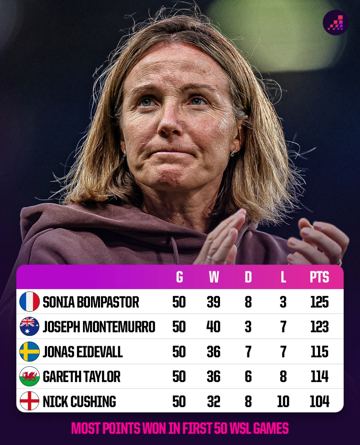 G W D L PTS
SONIA BOMPASTOR 50 39 8 3 125
JOSEPH MONTEMURRO 50 40 3 7 123
JONAS EIDEVALL 50 36 7 7 115
GARETH TAYLOR 50 36 6 8 114
NICK CUSHING 50 32 8 10 104
MOST POINTS WON IN FIRST 50 WSL GAMES